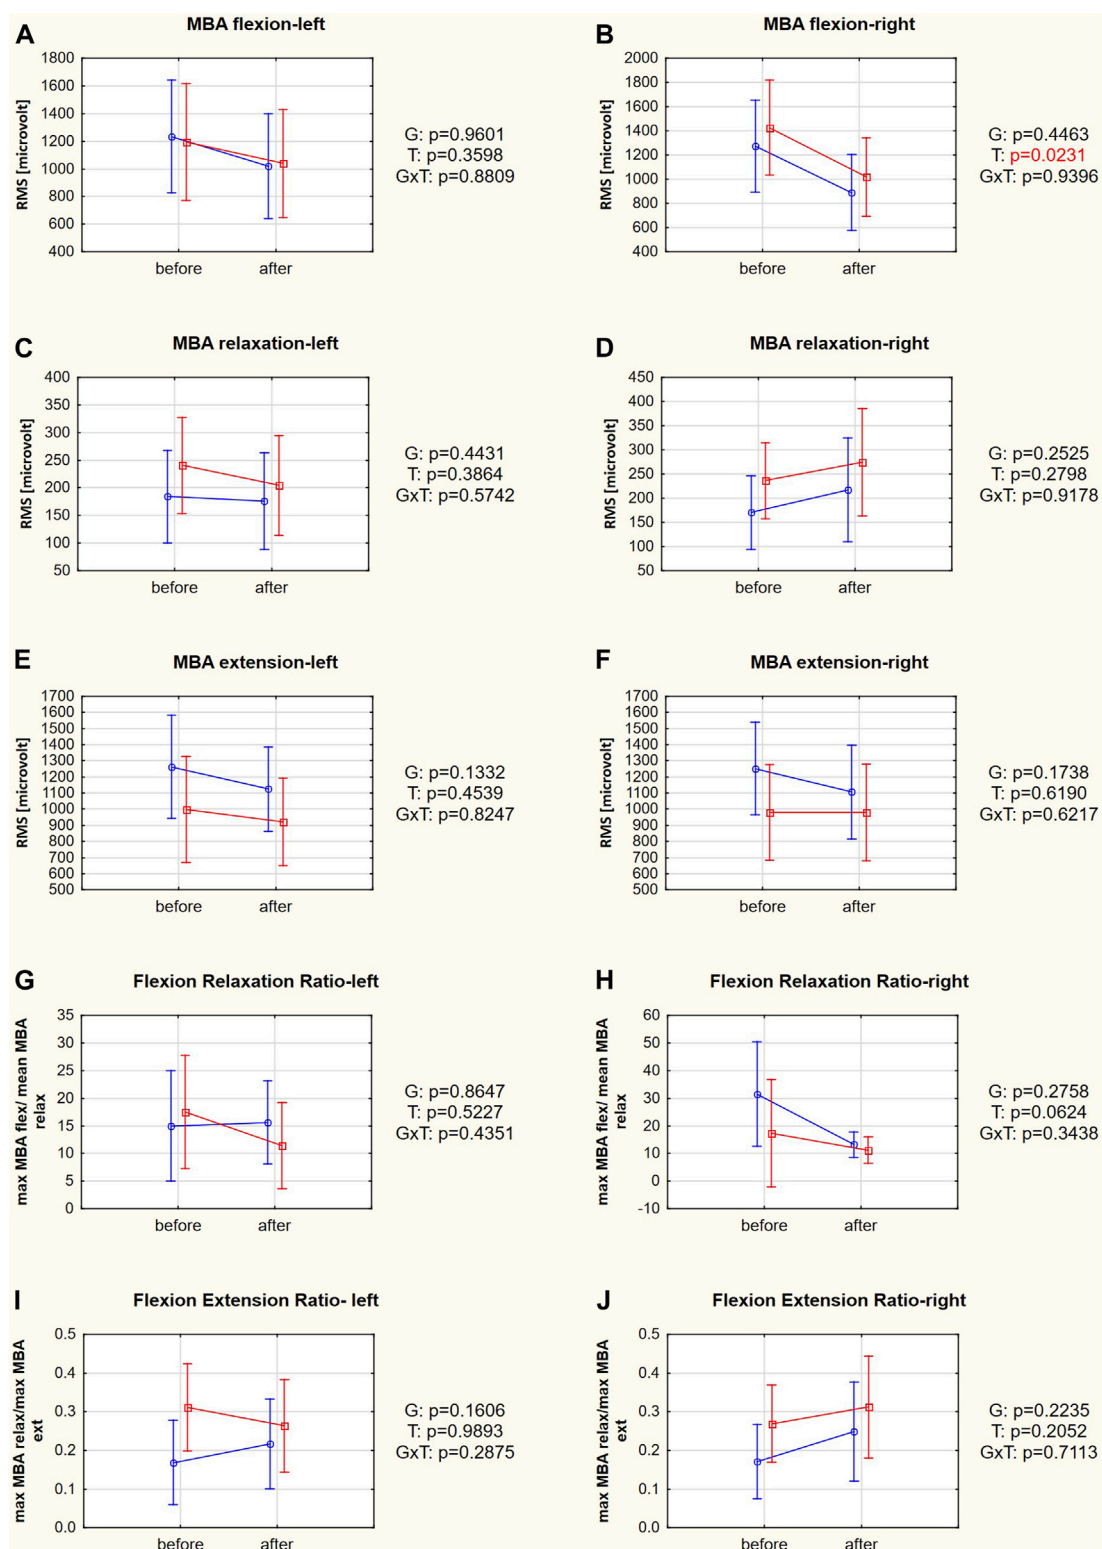 A
MBA flexion-left
1800
1600
1400
1200
1000
800
600
400
RMS [microvolt]
before after
G: p=0.9601
T: p=0.3598
GxT: p=0.8809
B
MBA flexion-right
2000
1800
1600
1400
1200
1000
800
600
400
RMS [microvolt]
before after
G: p=0.4463
T: p=0.0231
GxT: p=0.9396
C
MBA relaxation-left
400
350
300
250
200
150
100
50
RMS [microvolt]
before after
G: p=0.4431
T: p=0.3864
GxT: p=0.5742
D
MBA relaxation-right
450
400
350
300
250
200
150
100
50
RMS [microvolt]
before after
G: p=0.2525
T: p=0.2798
GxT: p=0.9178
E
MBA extension-left
1700
1600
1500
1400
1300
1200
1100
1000
900
800
700
600
500
RMS [microvolt]
before after
G: p=0.1332
T: p=0.4539
GxT: p=0.8247
F
MBA extension-right
1700
1600
1500
1400
1300
1200
1100
1000
900
800
700
600
500
RMS [microvolt]
before after
G: p=0.1738
T: p=0.6190
GxT: p=0.6217
G
Flexion Relaxation Ratio-left
35
30
25
20
15
10
5
0
max MBA flex/ mean MBA
relax
before after
G: p=0.8647
T: p=0.5227
GxT: p=0.4351
H
Flexion Relaxation Ratio-right
60
50
40
30
20
10
0
-10
max MBA flex/ mean MBA
relax
before after
G: p=0.2758
T: p=0.0624
GxT: p=0.3438
I
Flexion Extension Ratio- left
0.5
0.4
0.3
0.2
0.1
0.0
max MBA relax/max MBA
ext
before after
G: p=0.1606
T: p=0.9893
GxT: p=0.2875
J
Flexion Extension Ratio-right
0.5
0.4
0.3
0.2
0.1
0.0
max MBA relax/max MBA
ext
before after
G: p=0.2235
T: p=0.2052
GxT: p=0.7113